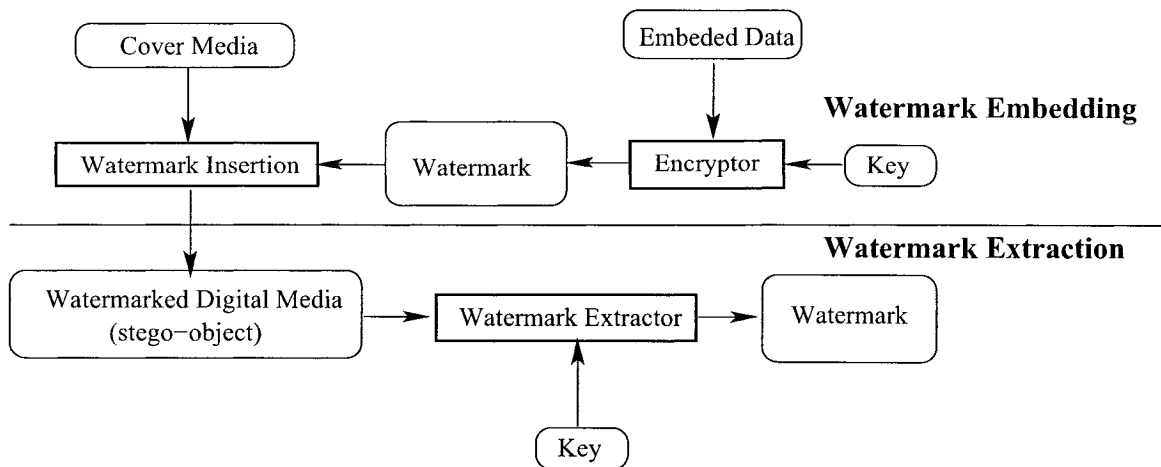 Cover Media
Embeded Data
Watermark Embedding
Watermark Insertion
Watermark
Encryptor
Key
Watermark Extraction
Watermarked Digital Media
(stego−object)
Watermark Extractor
Watermark
Key